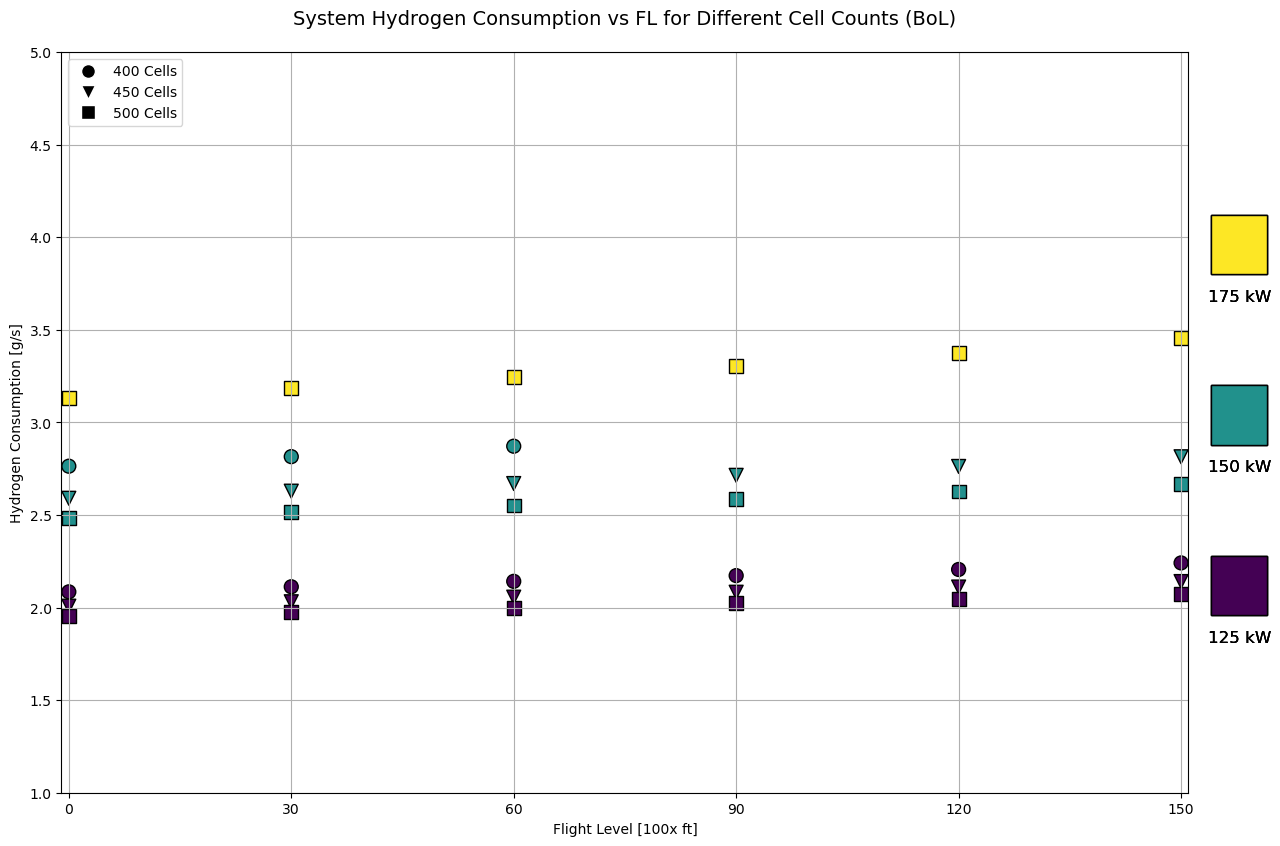 System Hydrogen Consumption vs FL for Different Cell Counts (BoL)
5.0
4.5
4.0
3.5
3.0
2.5
2.0
1.5
1.0
Hydrogen Consumption [g/s]
400 Cells
450 Cells
500 Cells
0 30 60 90 120 150
Flight Level [100x ft]
175 kW
150 kW
125 kW